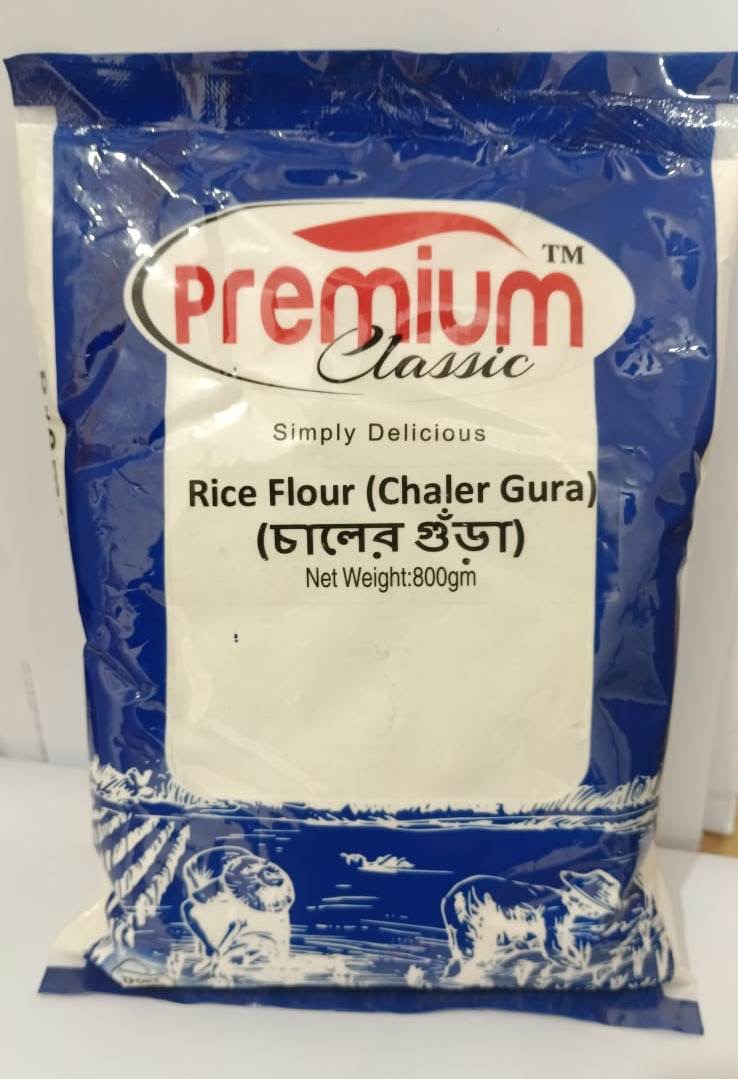 Premium TM
Classic
Simply Delicious
Rice Flour (Chaler Gura)
(চালের গুঁড়া)
Net Weight:800gm